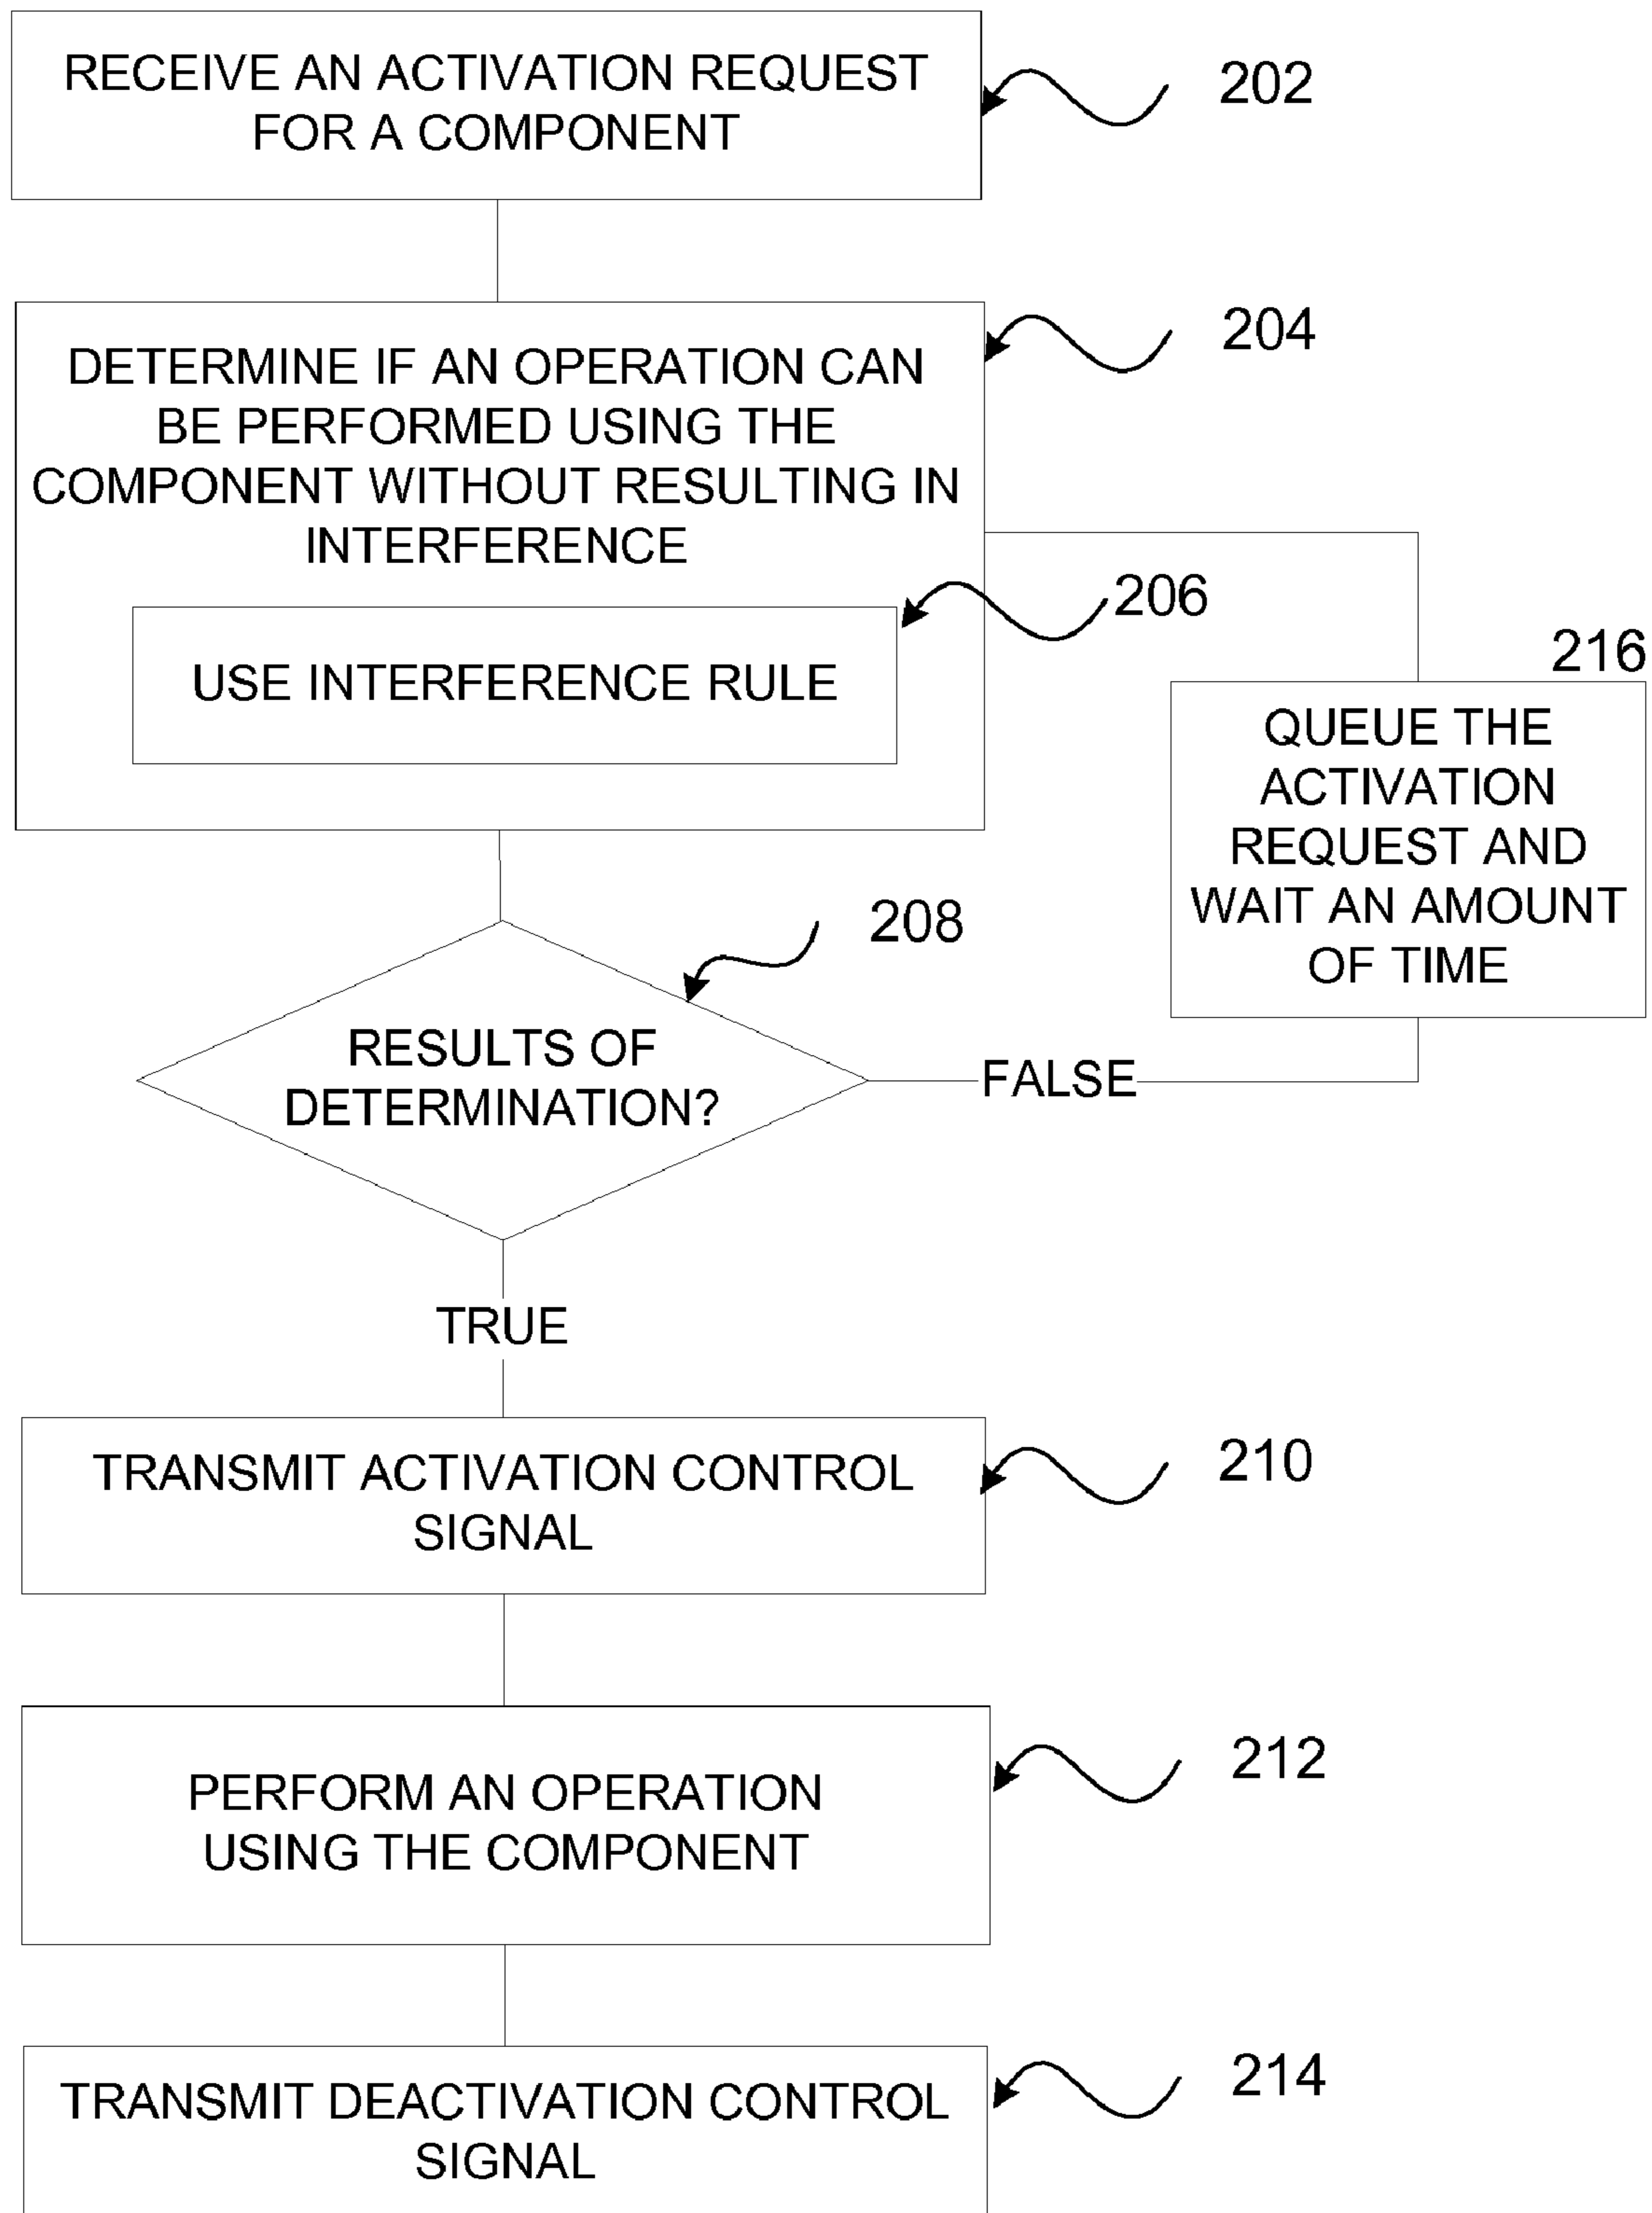 RECEIVE AN ACTIVATION REQUEST
FOR A COMPONENT
202
DETERMINE IF AN OPERATION CAN
BE PERFORMED USING THE
COMPONENT WITHOUT RESULTING IN
INTERFERENCE
204
USE INTERFERENCE RULE
206
216
QUEUE THE
ACTIVATION
REQUEST AND
WAIT AN AMOUNT
OF TIME
208
RESULTS OF
DETERMINATION?
FALSE
TRUE
TRANSMIT ACTIVATION CONTROL
SIGNAL
210
PERFORM AN OPERATION
USING THE COMPONENT
212
TRANSMIT DEACTIVATION CONTROL
SIGNAL
214